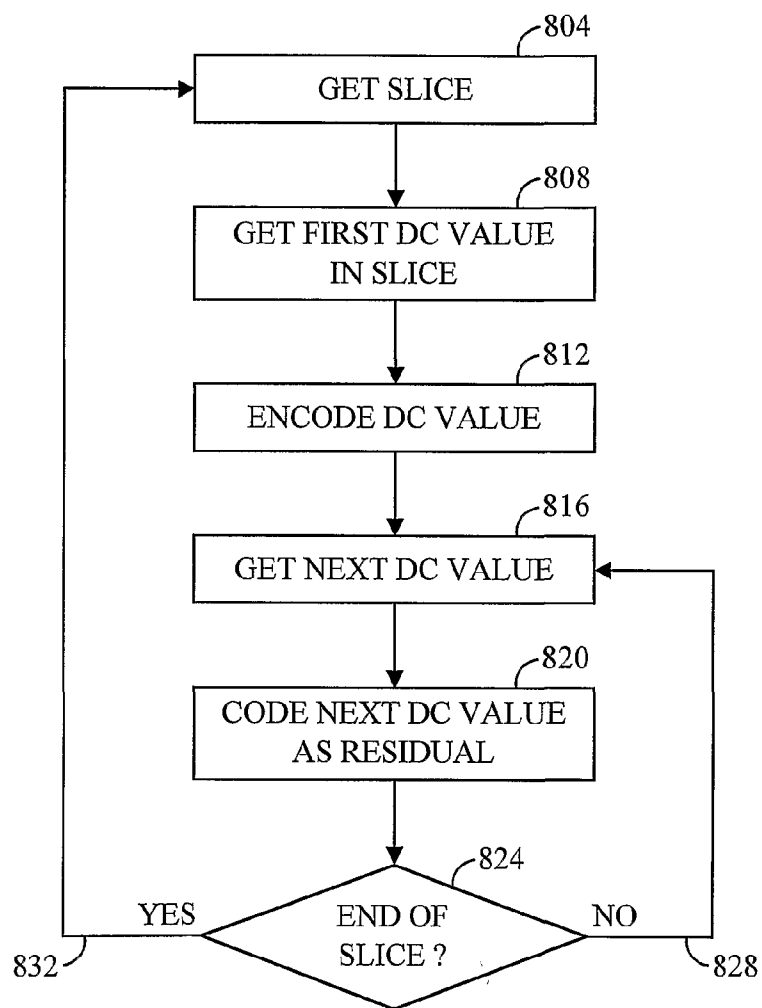 804
GET SLICE
808
GET FIRST DC VALUE
IN SLICE
812
ENCODE DC VALUE
816
GET NEXT DC VALUE
820
CODE NEXT DC VALUE
AS RESIDUAL
824
YES
END OF
SLICE ?
NO
832
828